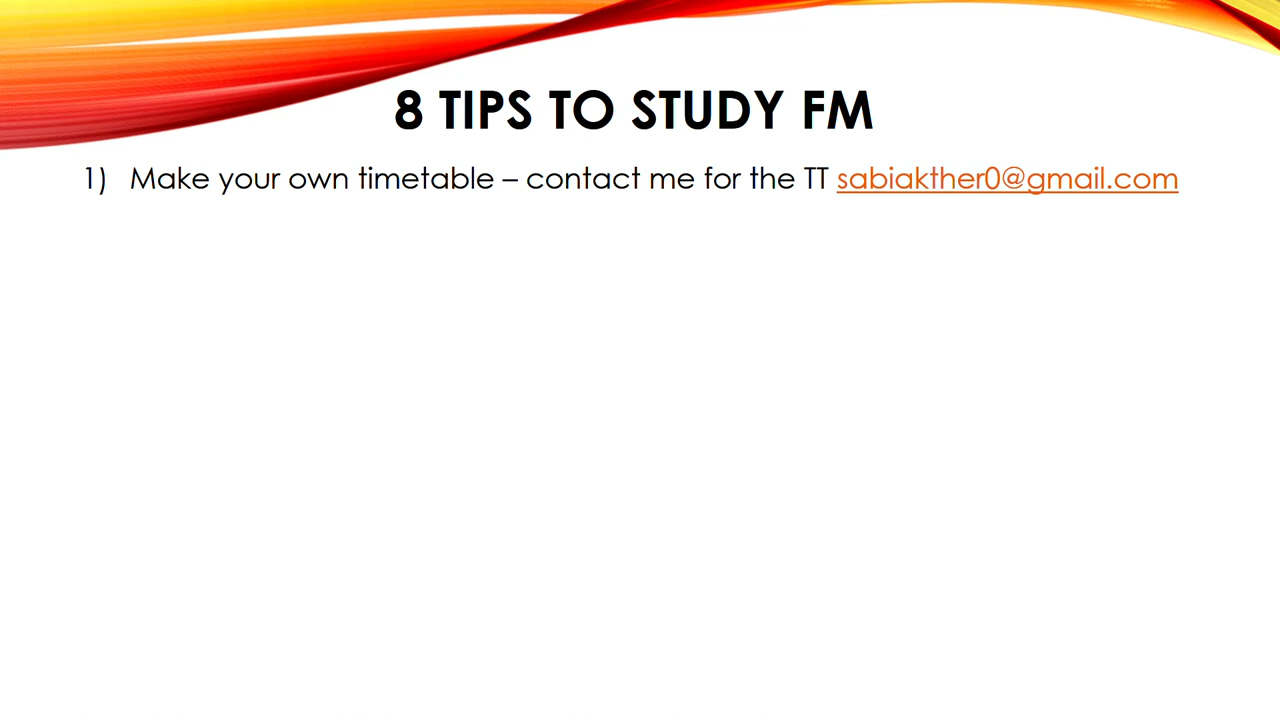 8 TIPS TO STUDY FM
1) Make your own timetable – contact me for the TT sabiakther0@gmail.com